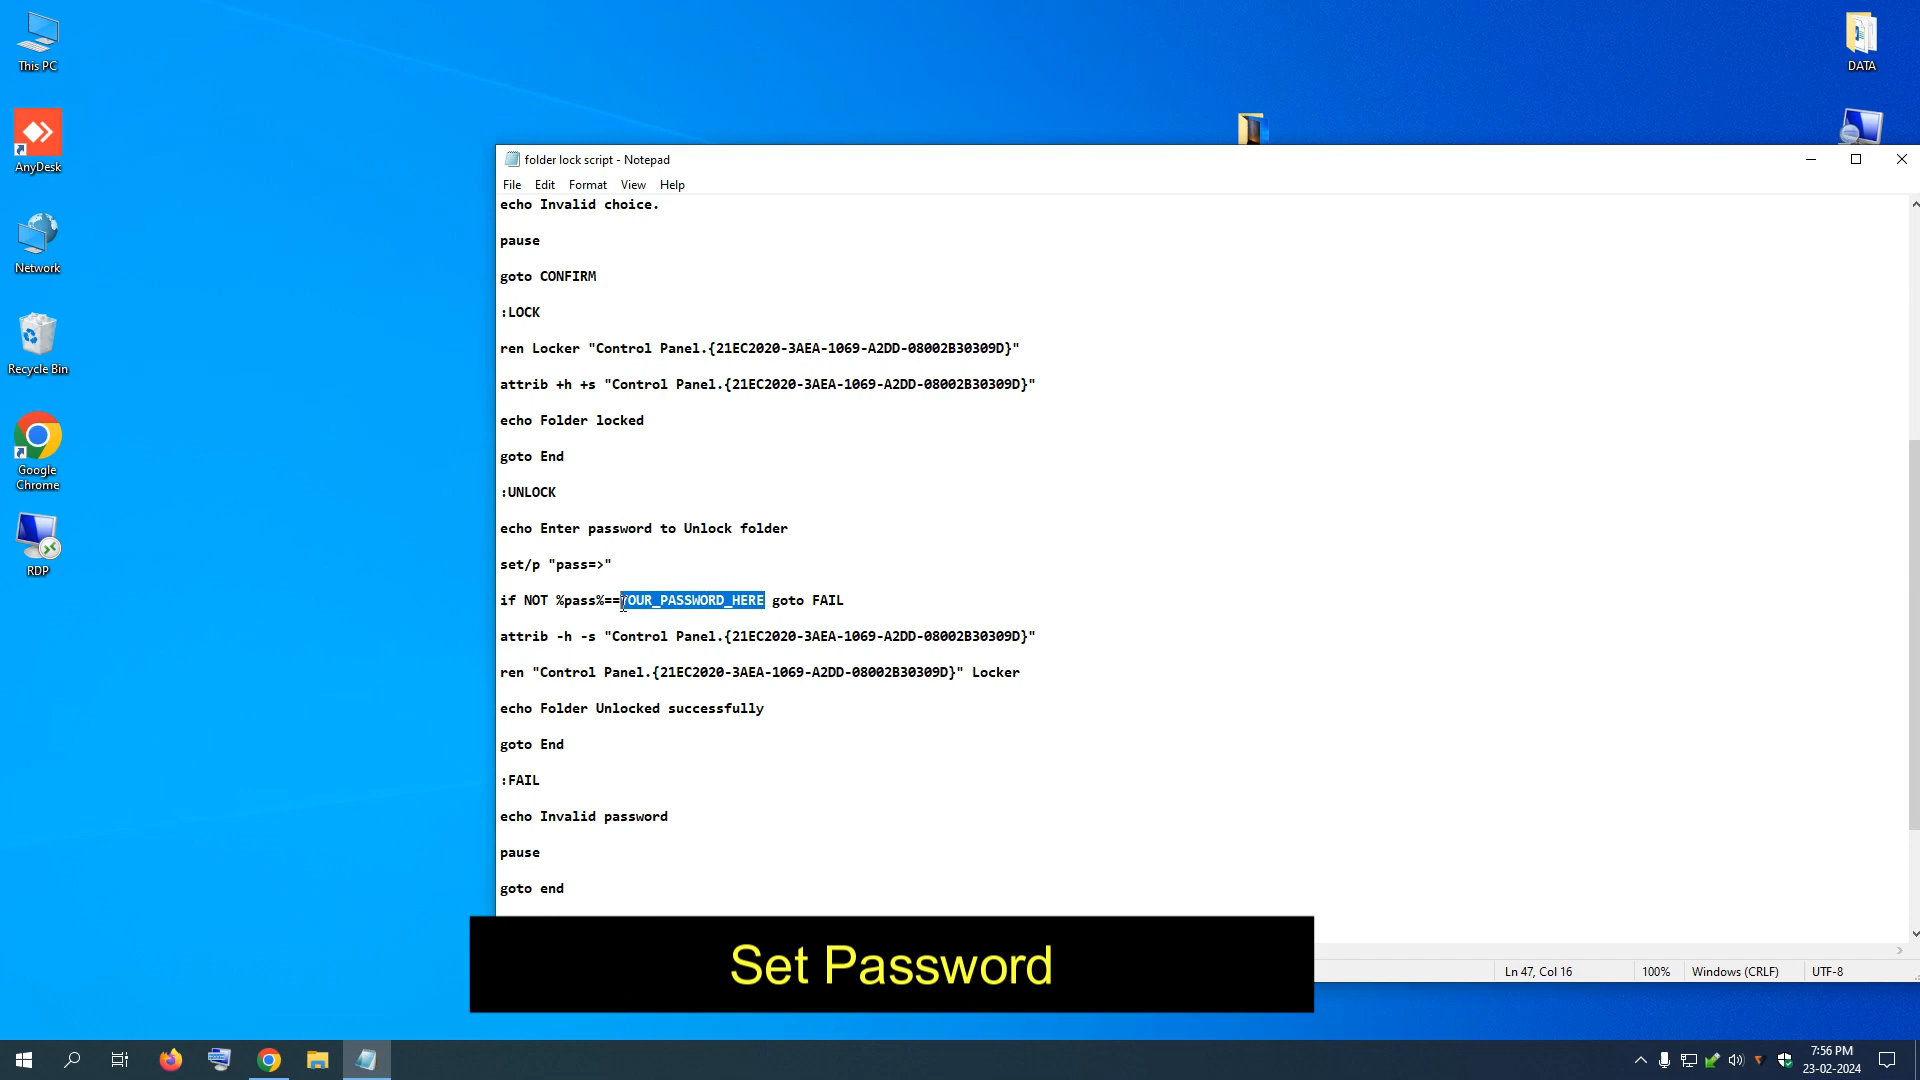 This PC
AnyDesk
Network
Recycle Bin
Google
Chrome
RDP
DATA
folder lock script - Notepad
File Edit Format View Help
echo Invalid choice.
pause
goto CONFIRM
:LOCK
ren Locker "Control Panel.{21EC2020-3AEA-1069-A2DD-08002B30309D}"
attrib +h +s "Control Panel.{21EC2020-3AEA-1069-A2DD-08002B30309D}"
echo Folder locked
goto End
:UNLOCK
echo Enter password to Unlock folder
set/p "pass=>"
if NOT %pass%==YOUR_PASSWORD_HERE goto FAIL
attrib -h -s "Control Panel.{21EC2020-3AEA-1069-A2DD-08002B30309D}"
ren "Control Panel.{21EC2020-3AEA-1069-A2DD-08002B30309D}" Locker
echo Folder Unlocked successfully
goto End
:FAIL
echo Invalid password
pause
goto end
Set Password
Ln 47, Col 16 100% Windows (CRLF) UTF-8
7:56 PM
23-02-2024